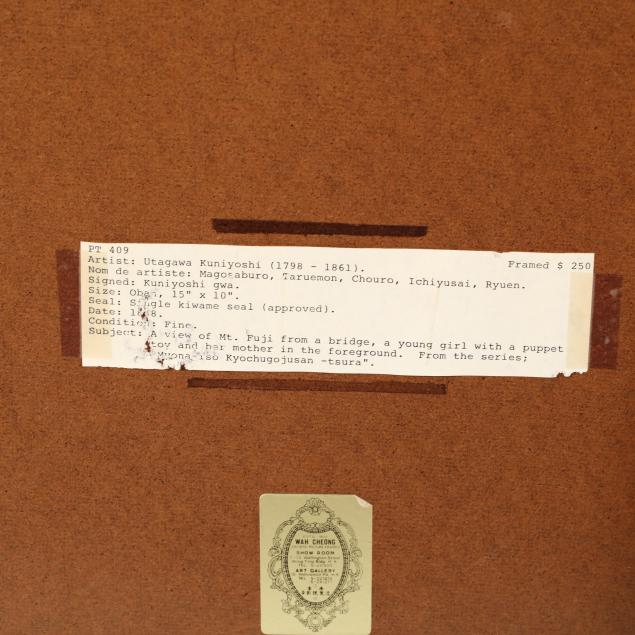 PT 409
Artist: Utagawa Kuniyoshi (1798 - 1861). Framed $ 250
Nom de artiste: Magosaburo, Taruemon, Chouro, Ichiyusai, Ryuen.
Signed: Kuniyoshi gwa.
Size: Oban, 15" x 10".
Seal: Single kiwame seal (approved).
Date:
Condition: Fine.
Subject: A view of Mt. Fuji from a bridge, a young girl with a puppet
toy and her mother in the foreground. From the series;
Kyochugojusan -tsura".
WAH CHEONG
SHOW ROOM
ART GALLERY